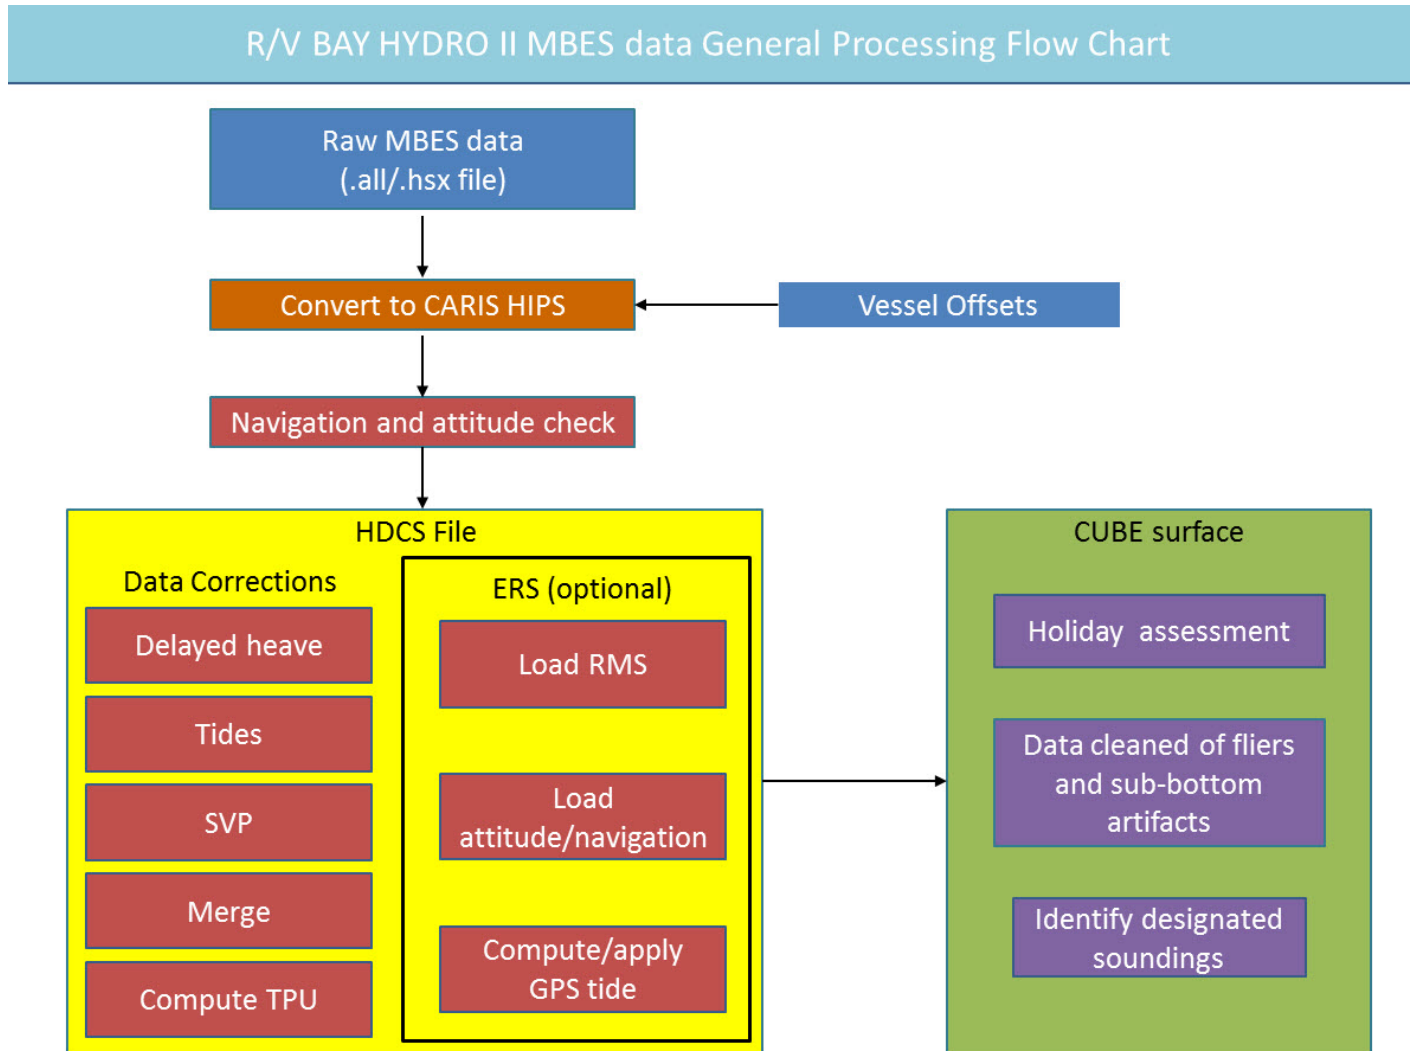 R/V BAY HYDRO II MBES data General Processing Flow Chart
Raw MBES data
(.all/.hsx file)
Convert to CARIS HIPS
Vessel Offsets
Navigation and attitude check
HDCS File
Data Corrections
Delayed heave
Tides
SVP
Merge
Compute TPU
ERS (optional)
Load RMS
Load
attitude/navigation
Compute/apply
GPS tide
CUBE surface
Holiday assessment
Data cleaned of fliers
and sub-bottom
artifacts
Identify designated
soundings